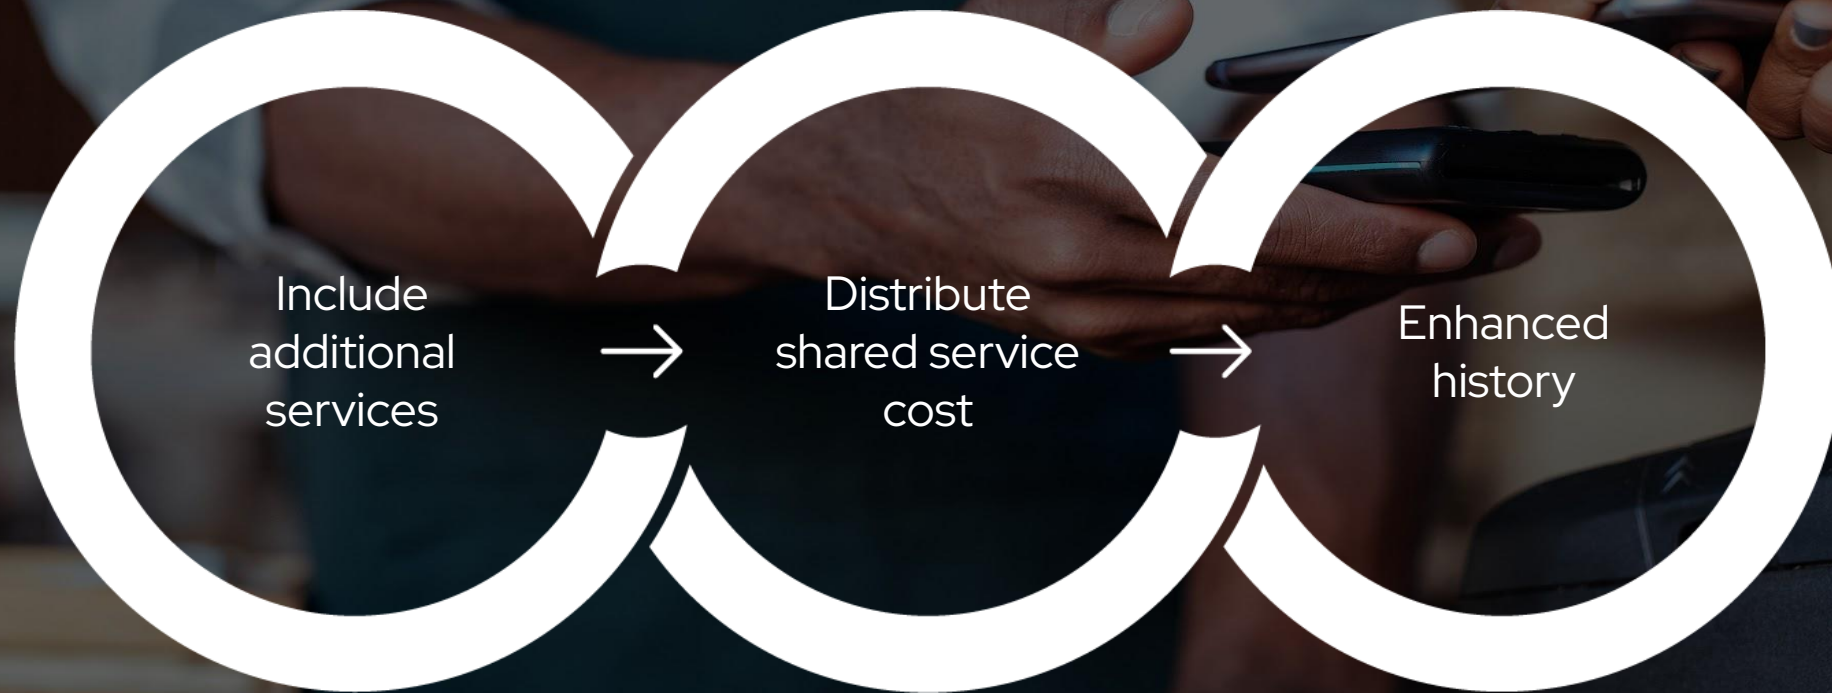 Include
additional
services
Distribute
shared service
cost
Enhanced
history